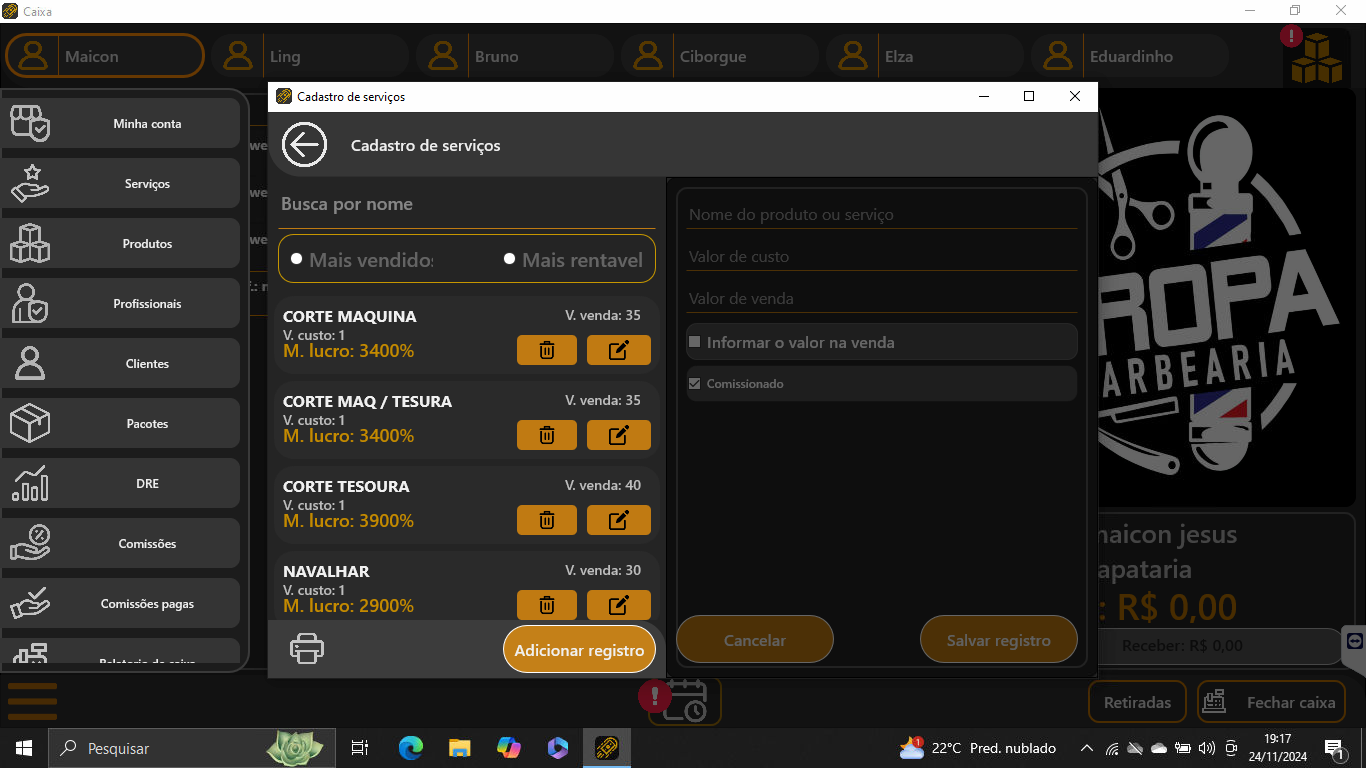 Caixa
Maicon
Ling
Bruno
Ciborgue
Elza
Eduardinho
Cadastro de serviços
Cadastro de serviços
Minha conta
Serviços
Produtos
Profissionais
Clientes
Pacotes
DRE
Comissões
Comissões pagas
Relatorio de caixa
Busca por nome
Mais vendidos
Mais rentavel
CORTE MAQUINA
V. venda: 35
V. custo: 1
M. lucro: 3400%
CORTE MAQ / TESURA
V. venda: 35
V. custo: 1
M. lucro: 3400%
CORTE TESOURA
V. venda: 40
V. custo: 1
M. lucro: 3900%
NAVALHAR
V. venda: 30
V. custo: 1
M. lucro: 2900%
Adicionar registro
Nome do produto ou serviço
Valor de custo
Valor de venda
Informar o valor na venda
Comissionado
Cancelar
Salvar registro
ROPA
ARBEARIA
maicon jesus
apataria
: R$ 0,00
Receber: R$ 0,00
Retiradas
Fechar caixa
Pesquisar
22°C Pred. nublado
19:17
24/11/2024
1